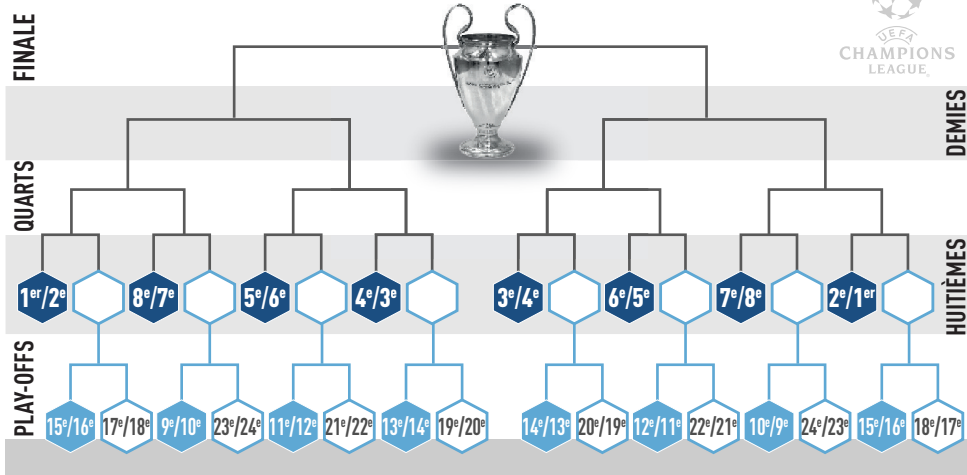 FINALE
UEFA
CHAMPIONS
LEAGUE
DEMIES
QUARTS
HUITIÈMES
1er/2e 8e/7e 5e/6e 4e/3e 3e/4e 6e/5e 7e/8e 2e/1er
PLAY-OFFS
15e/16e 17e/18e 9e/10e 23e/24e 11e/12e 21e/22e 13e/14e 19e/20e 14e/13e 20e/19e 12e/11e 22e/21e 10e/9e 24e/23e 15e/16e 18e/17e